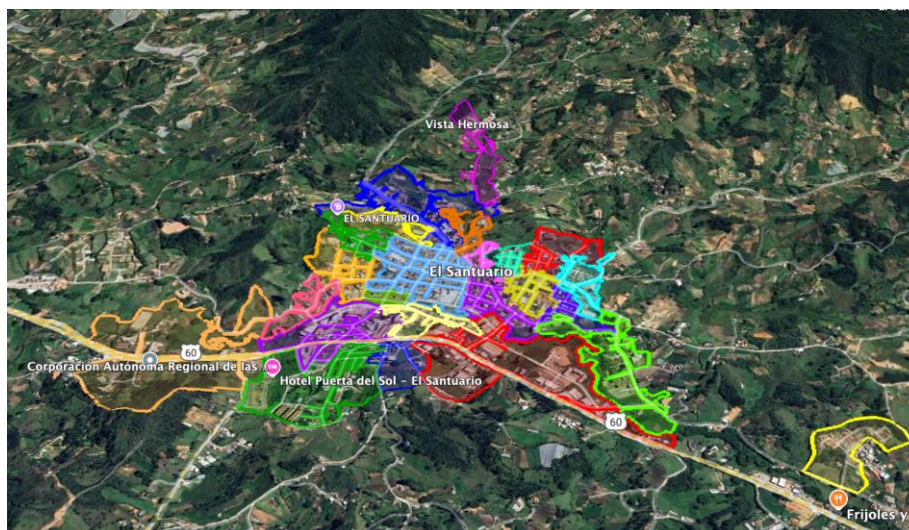 Vista Hermosa
EL SANTUARIO
El Santuario
60
Corporación Autónoma Regional de las...
Hotel Puerta del Sol - El Santuario
60
Frijoles y